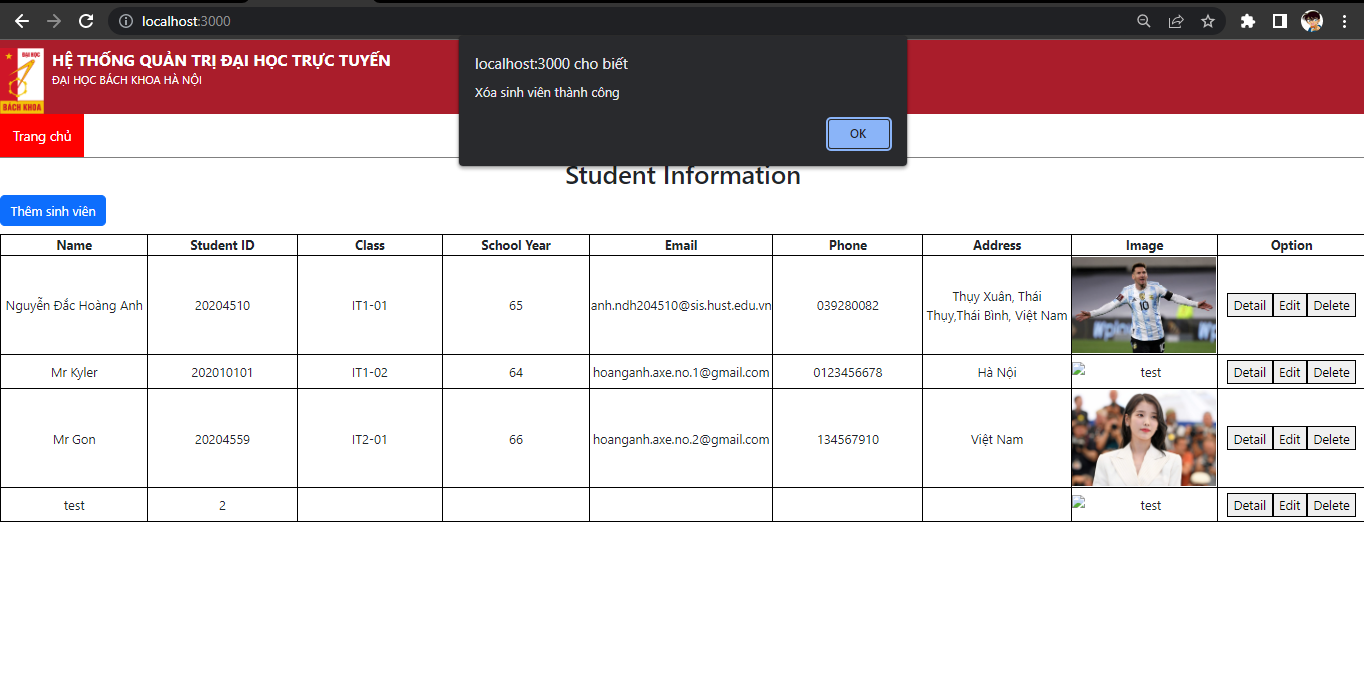 localhost:3000
ĐẠI HỌC
BÁCH KHOA
HỆ THỐNG QUẢN TRỊ ĐẠI HỌC TRỰC TUYẾN
ĐẠI HỌC BÁCH KHOA HÀ NỘI
localhost:3000 cho biết
Xóa sinh viên thành công
OK
Trang chủ
Student Information
Thêm sinh viên
Name Student ID Class School Year Email Phone Address Image Option
Nguyễn Đắc Hoàng Anh 20204510 IT1-01 65 anh.ndh204510@sis.hust.edu.vn 039280082 Thụy Xuân, Thái
Thụy,Thái Bình, Việt Nam 10 Detail Edit Delete
Mr Kyler 202010101 IT1-02 64 hoanganh.axe.no.1@gmail.com 0123456678 Hà Nội test Detail Edit Delete
Mr Gon 20204559 IT2-01 66 hoanganh.axe.no.2@gmail.com 134567910 Việt Nam Detail Edit Delete
test 2 test Detail Edit Delete